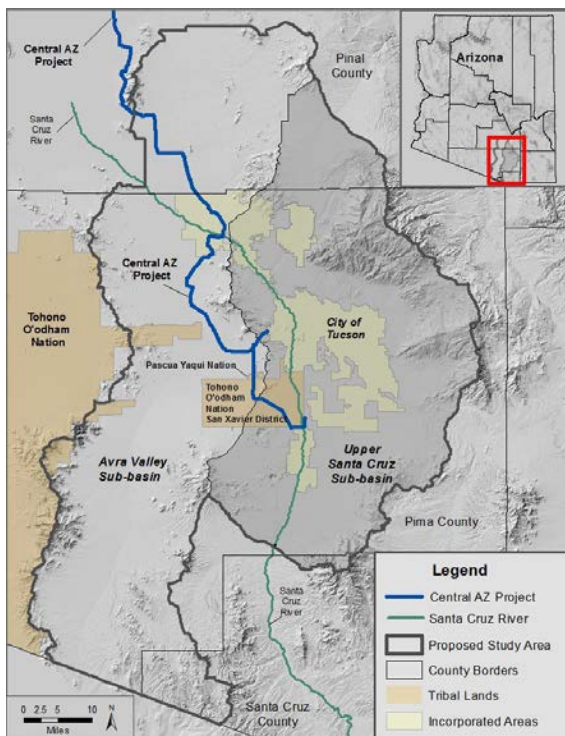 Central AZ
Project
Santa
Cruz
River
Pinal
County
Arizona
Central AZ
Project
Tohono
O'odham
Nation
City of
Tucson
Pascua Yaqui Nation
Tohono
O'odham
Nation
San Xavier District
Avra Valley
Sub-basin
Upper
Santa Cruz
Sub-basin
Pima County
Santa
Cruz
River
Santa Cruz
County
Legend
Central AZ Project
Santa Cruz River
Proposed Study Area
County Borders
Tribal Lands
Incorporated Areas
0 2.5 5 10
Miles
N